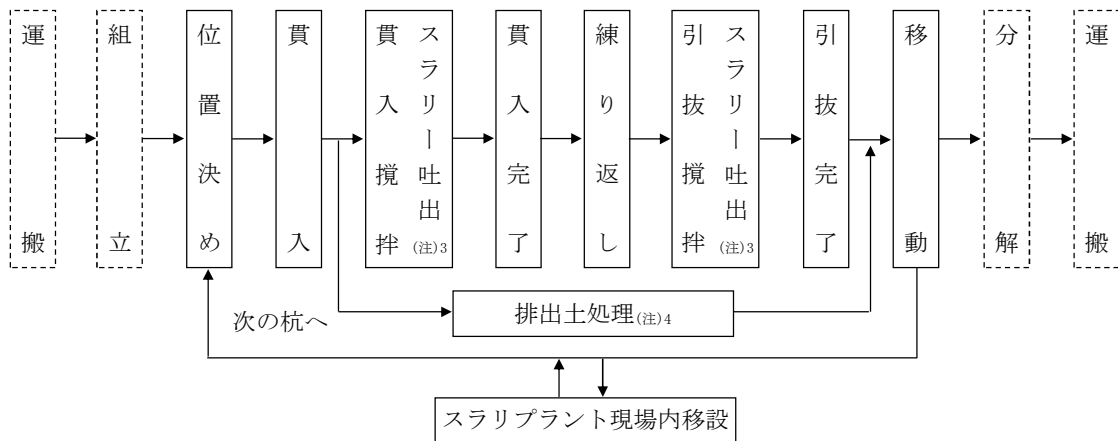 運搬
組立
位置決め
貫入
貫入撹拌
スラリー吐出(注)3
貫入完了
練り返し
引抜撹拌
スラリー吐出(注)3
引抜完了
移動
分解
運搬
排出土処理(注)4
次の杭へ
スラリプラント現場内移設